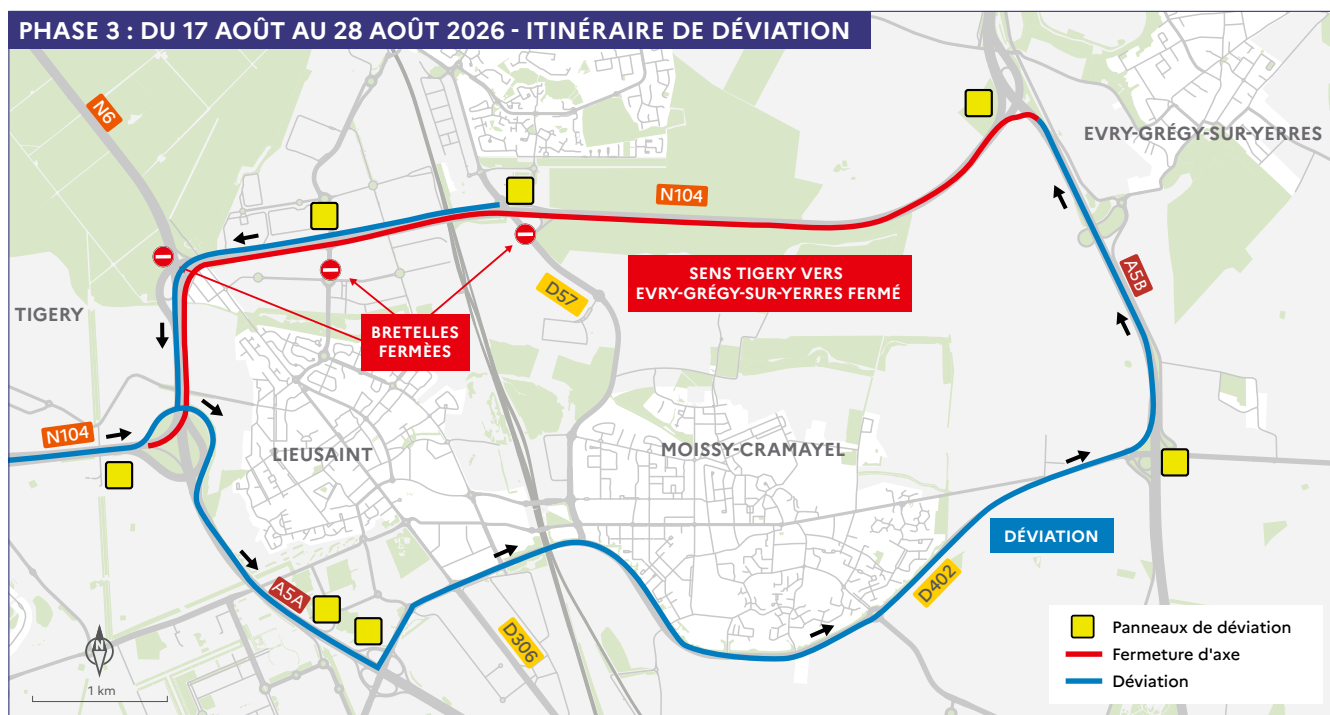 PHASE 3 : DU 17 AOÛT AU 28 AOÛT 2026 - ITINÉRAIRE DE DÉVIATION
N6
EVRY-GRÉGY-SUR-YERRES
N104
A5B
SENS TIGERY VERS
EVRY-GRÉGY-SUR-YERRES FERMÉ
D57
TIGERY
BRETELLES
FERMÈES
N104
LIEUSAINT
MOISSY-CRAMAYEL
DÉVIATION
A5A
D402
D306
N
1 km
Panneaux de déviation
Fermeture d'axe
Déviation